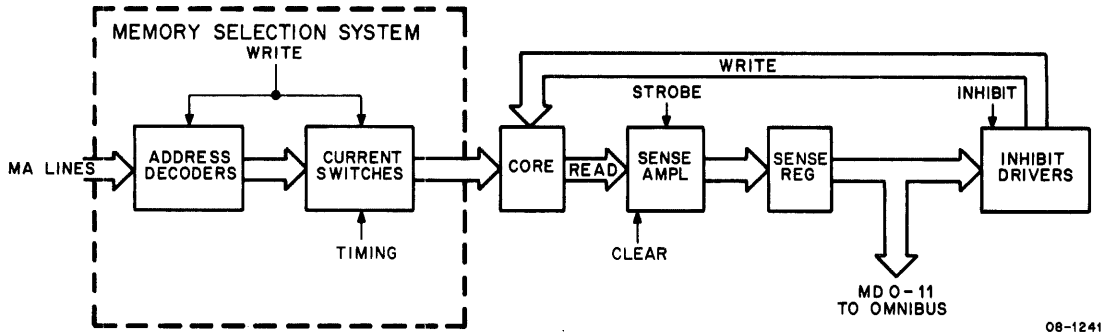 MEMORY SELECTION SYSTEM
WRITE
WRITE
STROBE
INHIBIT
MA LINES
ADDRESS
DECODERS
CURRENT
SWITCHES
CORE
READ
SENSE
AMPL
SENSE
REG
INHIBIT
DRIVERS
TIMING
CLEAR
MD 0-11
TO OMNIBUS
08-1241